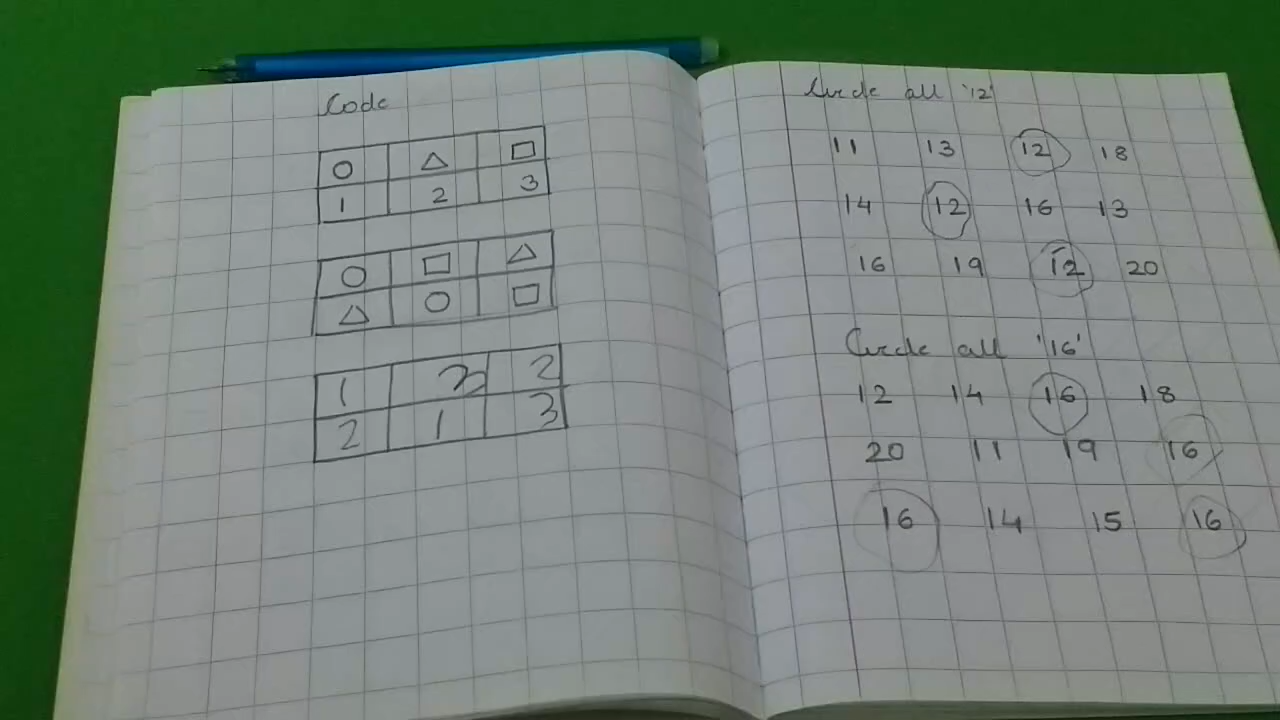 Code
1 2 3
1 3 2
2 1 3
Circle all '12'
11 13 12 18
14 12 16 13
16 19 12 20
Circle all '16'
12 14 16 18
20 11 19 16
16 14 15 16